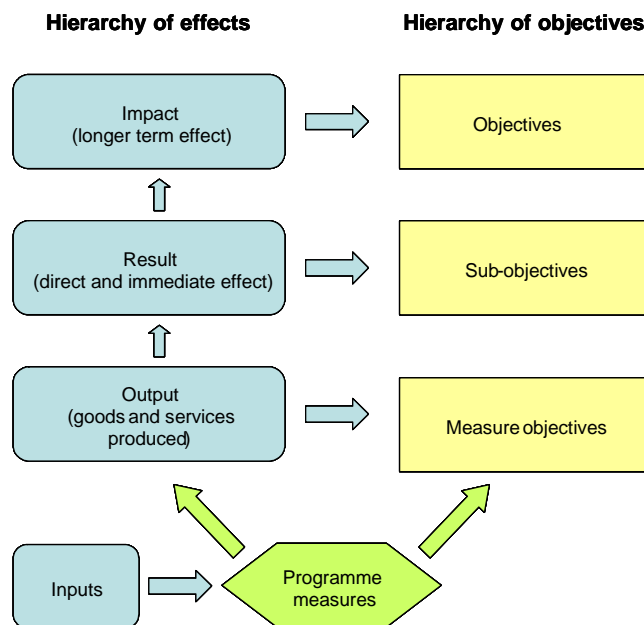 Hierarchy of effects
Hierarchy of objectives
Impact
(longer term effect)
Objectives
Result
(direct and immediate effect)
Sub-objectives
Output
(goods and services
produced)
Measure objectives
Inputs
Programme
measures